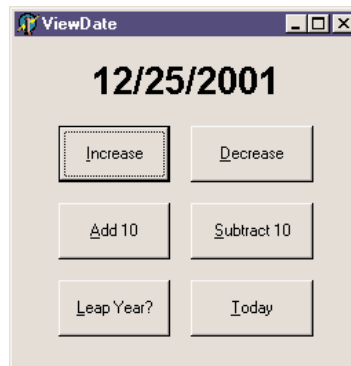 ViewDate
12/25/2001
Increase Decrease
Add 10 Subtract 10
Leap Year? Today